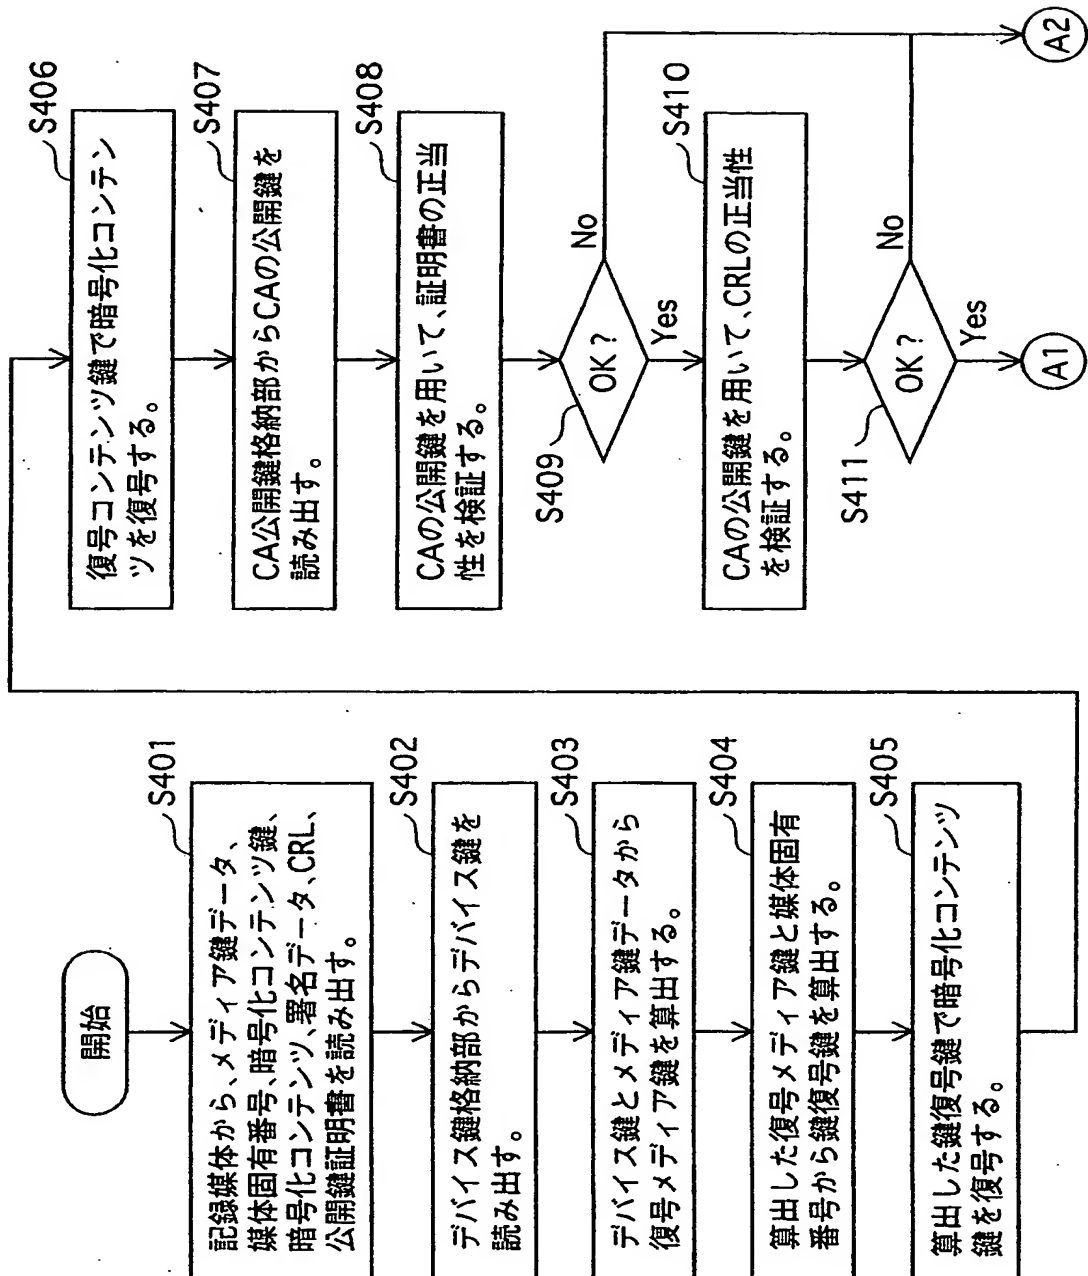 開始
S401
記録媒体から、メディア鍵データ、
媒体固有番号、暗号化コンテンツ鍵、
暗号化コンテンツ、署名データ、CRL、
公開鍵証明書を読み出す。
S402
デバイス鍵格納部からデバイス鍵を
読み出す。
S403
デバイス鍵とメディア鍵データから
復号メディア鍵を算出する。
S404
算出した復号メディア鍵と媒体固有
番号から鍵復号鍵を算出する。
S405
算出した鍵復号鍵で暗号化コンテンツ
鍵を復号する。
S406
復号コンテンツ鍵で暗号化コンテン
ツを復号する。
S407
CA公開鍵格納部からCAの公開鍵を
読み出す。
S408
CAの公開鍵を用いて、証明書の正当
性を検証する。
S409
OK?
No
Yes
S410
CAの公開鍵を用いて、CRLの正当性
を検証する。
S411
OK?
No
Yes
A1
A2